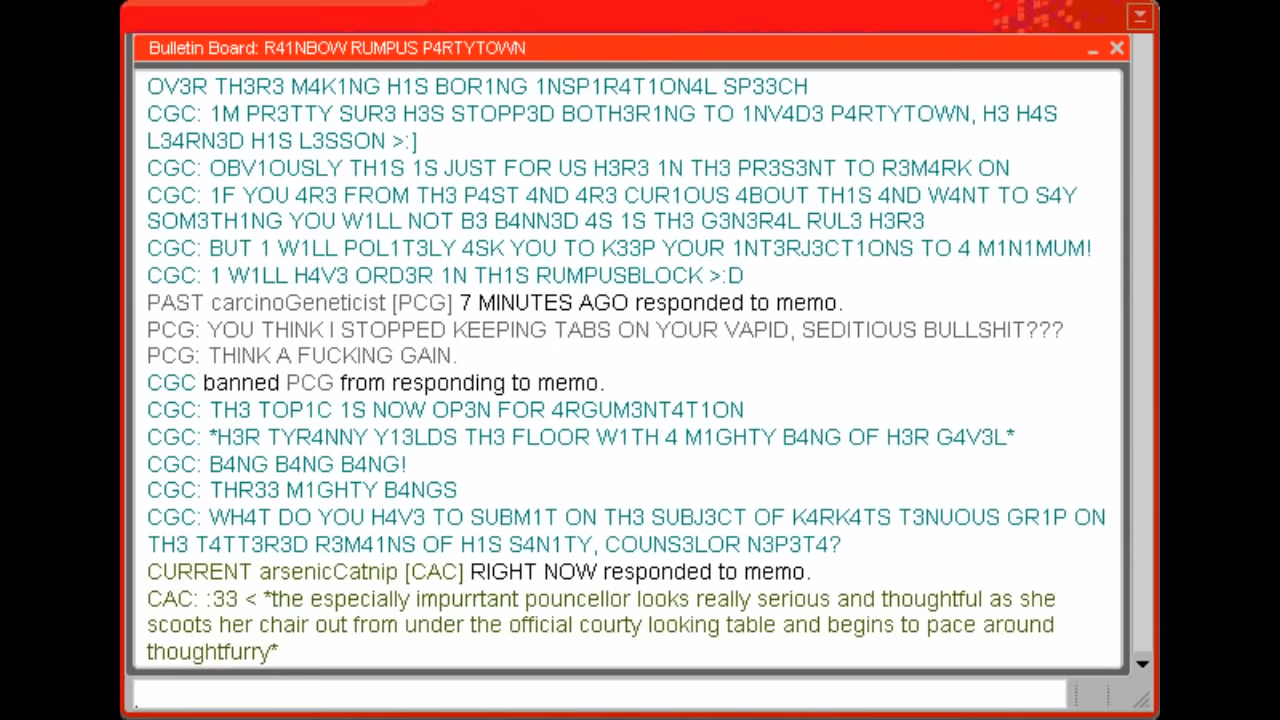 Bulletin Board: R41NBOW RUMPUS P4RTYTOWN
OV3R TH3R3 M4K1NG H1S BOR1NG 1NSP1R4T1ON4L SP33CH
CGC: 1M PR3TTY SUR3 H3S STOPP3D BOTH3R1NG TO 1NV4D3 P4RTYTOWN, H3 H4S
L34RN3D H1S L3SSON >:]
CGC: OBV1OUSLY TH1S 1S JUST FOR US H3R3 1N TH3 PR3S3NT TO R3M4RK ON
CGC: 1F YOU 4R3 FROM TH3 P4ST 4ND 4R3 CUR1OUS 4BOUT TH1S 4ND W4NT TO S4Y
SOM3TH1NG YOU W1LL NOT B3 B4NN3D 4S 1S TH3 G3N3R4L RUL3 H3R3
CGC: BUT 1 W1LL POL1T3LY 4SK YOU TO K33P YOUR 1NT3RJ3CT1ONS TO 4 M1N1MUM!
CGC: 1 W1LL H4V3 ORD3R 1N TH1S RUMPUSBLOCK >:D
PAST carcinoGeneticist [PCG] 7 MINUTES AGO responded to memo.
PCG: YOU THINK I STOPPED KEEPING TABS ON YOUR VAPID, SEDITIOUS BULLSHIT???
PCG: THINK A FUCKING GAIN.
CGC banned PCG from responding to memo.
CGC: TH3 TOP1C 1S NOW OP3N FOR 4RGUM3NT4T1ON
CGC: *H3R TYR4NNY Y13LDS TH3 FLOOR W1TH 4 M1GHTY B4NG OF H3R G4V3L*
CGC: B4NG B4NG B4NG!
CGC: THR33 M1GHTY B4NGS
CGC: WH4T DO YOU H4V3 TO SUBM1T ON TH3 SUBJ3CT OF K4RK4TS T3NUOUS GR1P ON
TH3 T4TT3R3D R3M41NS OF H1S S4N1TY, COUNS3LOR N3P3T4?
CURRENT arsenicCatnip [CAC] RIGHT NOW responded to memo.
CAC: :33 < *the especially impurrtant pouncellor looks really serious and thoughtful as she
scoots her chair out from under the official courty looking table and begins to pace around
thoughtfurry*
.